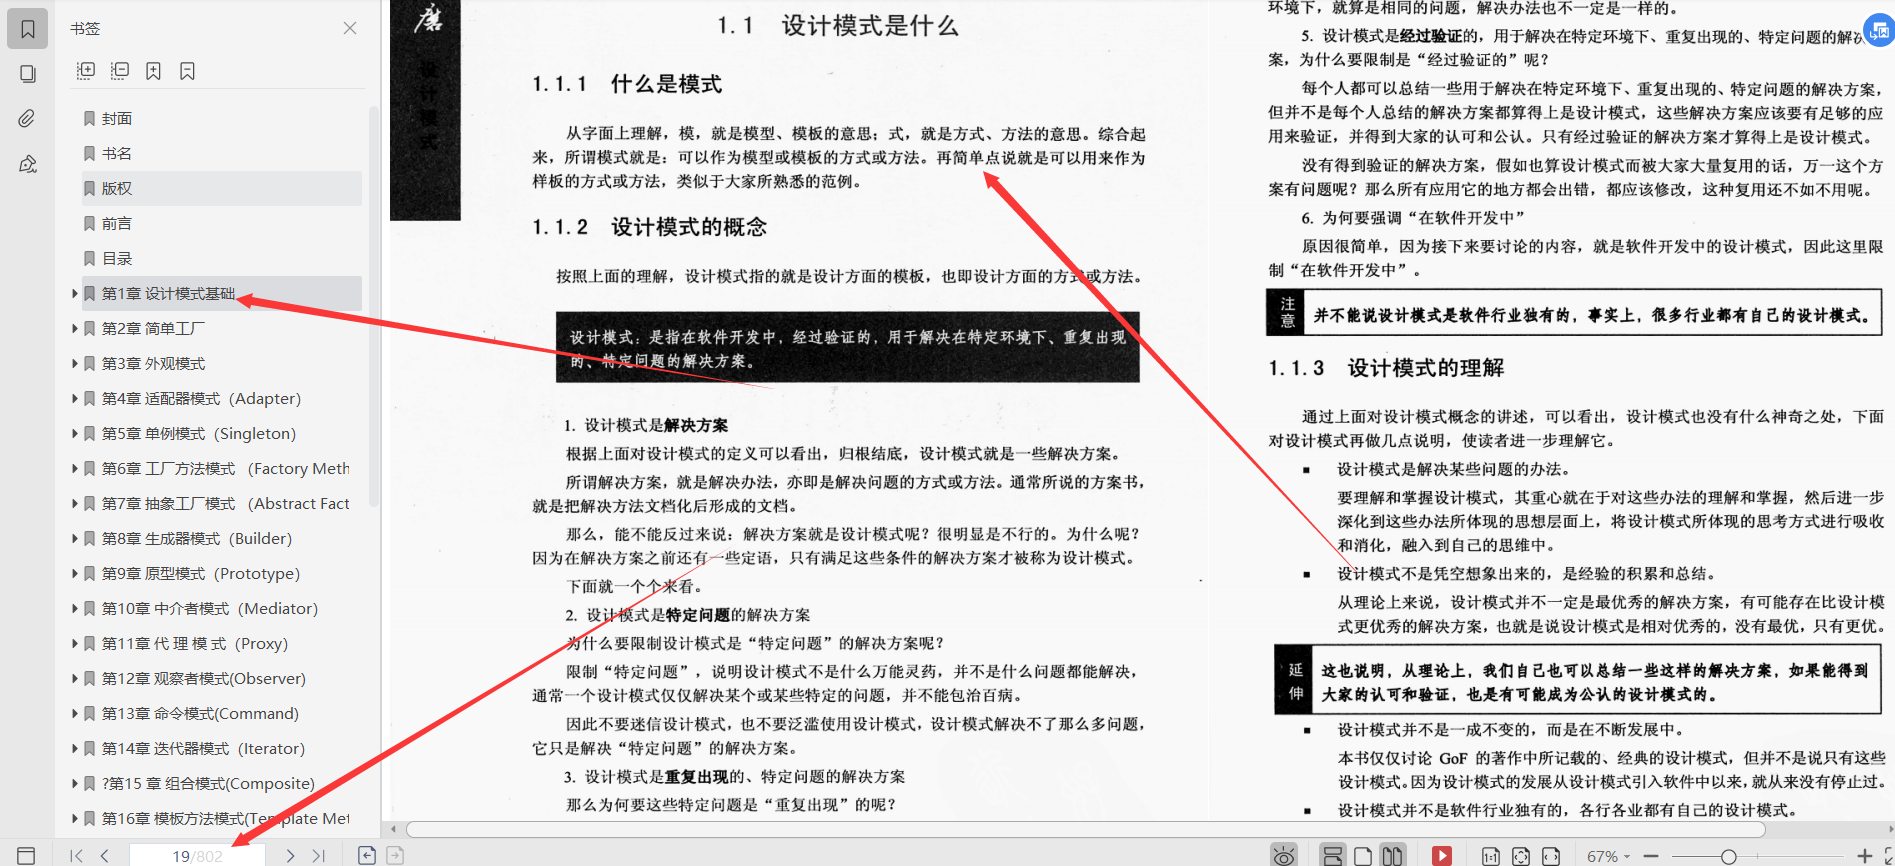 书签
封面
书名
版权
前言
目录
第1章 设计模式基础
第2章 简单工厂
第3章 外观模式
第4章 适配器模式（Adapter）
第5章 单例模式（Singleton）
第6章 工厂方法模式 （Factory Meth
第7章 抽象工厂模式 （Abstract Fact
第8章 生成器模式（Builder）
第9章 原型模式（Prototype）
第10章 中介者模式（Mediator）
第11章 代 理 模 式（Proxy）
第12章 观察者模式(Observer)
第13章 命令模式(Command)
第14章 迭代器模式（Iterator）
?第15 章 组合模式(Composite)
第16章 模板方法模式(Template Met
设计模式
1.1 设计模式是什么
1.1.1 什么是模式
从字面上理解，模，就是模型、模板的意思；式，就是方式、方法的意思。综合起
来，所谓模式就是：可以作为模型或模板的方式或方法。再简单点说就是可以用来作为
样板的方式或方法，类似于大家所熟悉的范例。
1.1.2 设计模式的概念
按照上面的理解，设计模式指的就是设计方面的模板，也即设计方面的方式或方法。
设计模式：是指在软件开发中，经过验证的，用于解决在特定环境下、重复出现
的、特定问题的解决方案。
1. 设计模式是解决方案
根据上面对设计模式的定义可以看出，归根结底，设计模式就是一些解决方案。
所谓解决方案，就是解决办法，亦即是解决问题的方式或方法。通常所说的方案书，
就是把解决方法文档化后形成的文档。
那么，能不能反过来说：解决方案就是设计模式呢？很明显是不行的。为什么呢？
因为在解决方案之前还有一些定语，只有满足这些条件的解决方案才被称为设计模式。
下面就一个个来看。
2. 设计模式是特定问题的解决方案
为什么要限制设计模式是“特定问题”的解决方案呢？
限制“特定问题”，说明设计模式不是什么万能灵药，并不是什么问题都能解决，
通常一个设计模式仅仅解决某个或某些特定的问题，并不能包治百病。
因此不要迷信设计模式，也不要泛滥使用设计模式，设计模式解决不了那么多问题，
它只是解决“特定问题”的解决方案。
3. 设计模式是重复出现的、特定问题的解决方案
那么为何要这些特定问题是“重复出现”的呢？
环境下，就算是相同的问题，解决办法也不一定是一样的。
5. 设计模式是经过验证的，用于解决在特定环境下、重复出现的、特定问题的解决
案，为什么要限制是“经过验证的”呢？
每个人都可以总结一些用于解决在特定环境下、重复出现的、特定问题的解决方案，
但并不是每个人总结的解决方案都算得上是设计模式，这些解决方案应该要有足够的应
用来验证，并得到大家的认可和公认。只有经过验证的解决方案才算得上是设计模式。
没有得到验证的解决方案，假如也算设计模式而被大家大量复用的话，万一这个方
案有问题呢？那么所有应用它的地方都会出错，都应该修改，这种复用还不如不用呢。
6. 为何要强调“在软件开发中”
原因很简单，因为接下来要讨论的内容，就是软件开发中的设计模式，因此这里限
制“在软件开发中”。
注意
并不能说设计模式是软件行业独有的，事实上，很多行业都有自己的设计模式。
1.1.3 设计模式的理解
通过上面对设计模式概念的讲述，可以看出，设计模式也没有什么神奇之处，下面
对设计模式再做几点说明，使读者进一步理解它。
■ 设计模式是解决某些问题的办法。
要理解和掌握设计模式，其重心就在于对这些办法的理解和掌握，然后进一步
深化到这些办法所体现的思想层面上，将设计模式所体现的思考方式进行吸收
和消化，融入到自己的思维中。
■ 设计模式不是凭空想象出来的，是经验的积累和总结。
从理论上来说，设计模式并不一定是最优秀的解决方案，有可能存在比设计模
式更优秀的解决方案，也就是说设计模式是相对优秀的，没有最优，只有更优。
延伸
这也说明，从理论上，我们自己也可以总结一些这样的解决方案，如果能得到
大家的认可和验证，也是有可能成为公认的设计模式的。
■ 设计模式并不是一成不变的，而是在不断发展中。
本书仅仅讨论 GoF 的著作中所记载的、经典的设计模式，但并不是说只有这些
设计模式。因为设计模式的发展从设计模式引入软件中以来，就从来没有停止过。
■ 设计模式并不是软件行业独有的，各行各业都有自己的设计模式。
19/802
1:1
67%